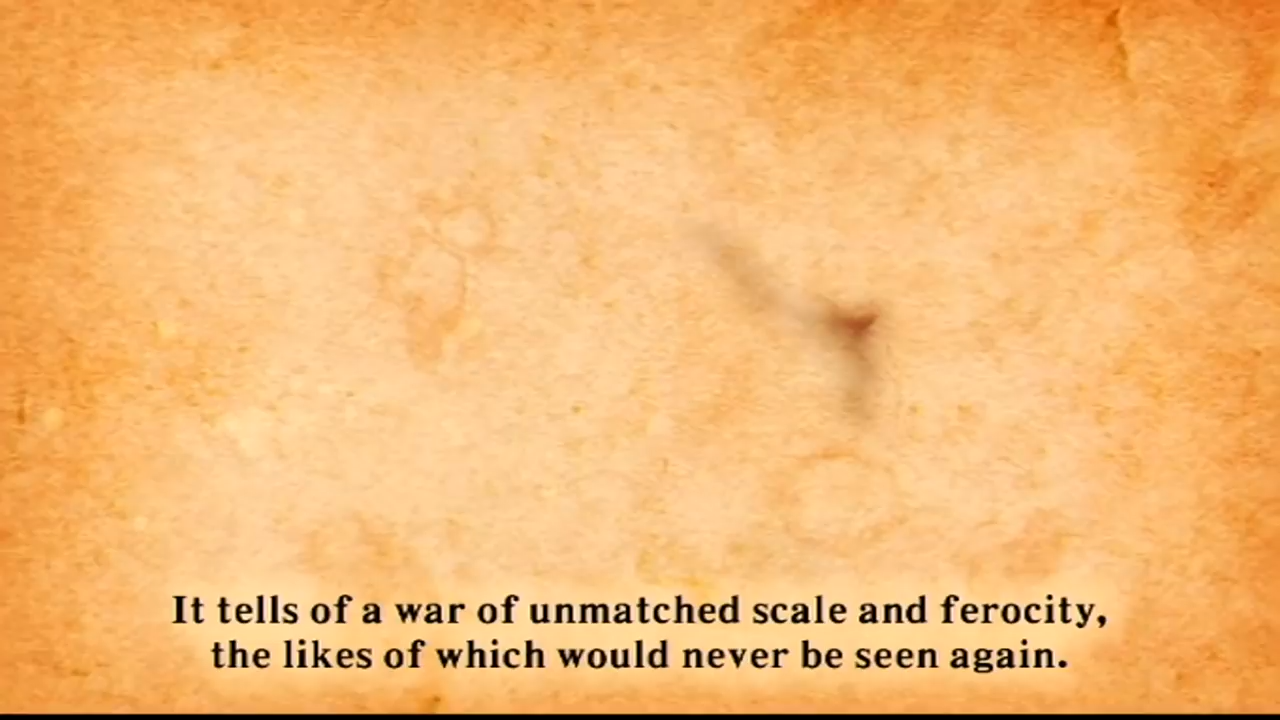 It tells of a war of unmatched scale and ferocity,
the likes of which would never be seen again.